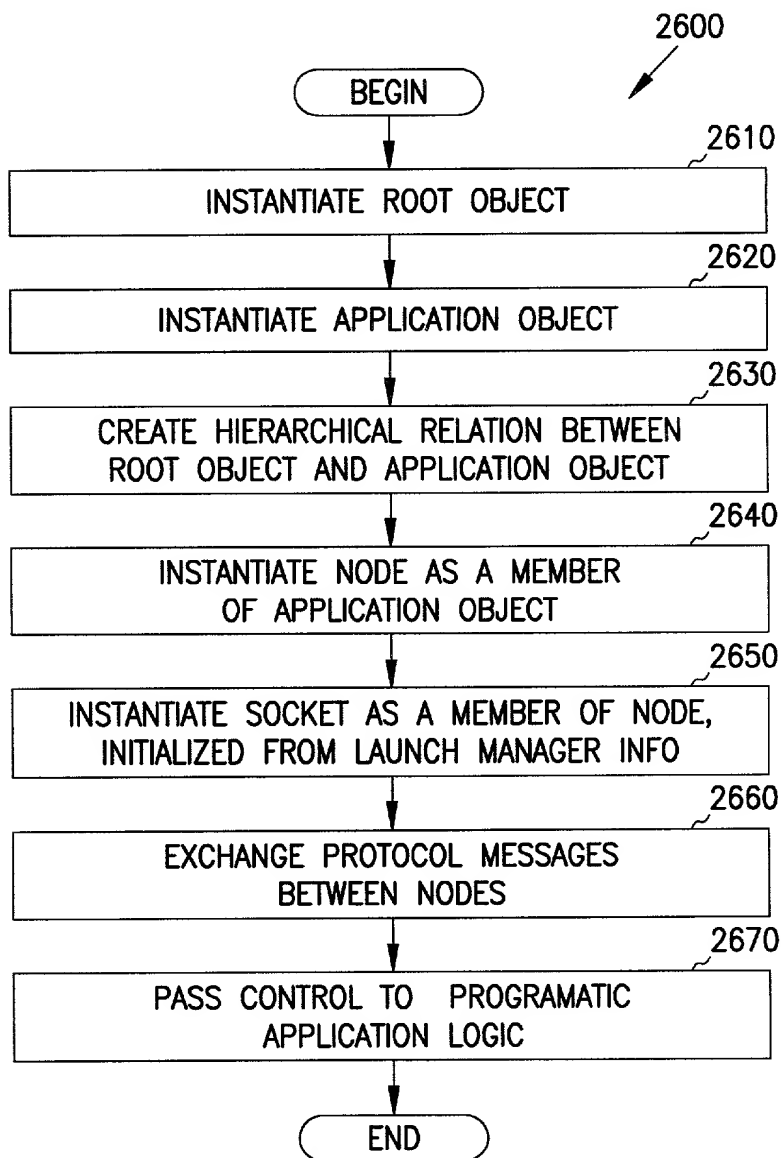 2600
BEGIN
2610
INSTANTIATE ROOT OBJECT
2620
INSTANTIATE APPLICATION OBJECT
2630
CREATE HIERARCHICAL RELATION BETWEEN
ROOT OBJECT AND APPLICATION OBJECT
2640
INSTANTIATE NODE AS A MEMBER
OF APPLICATION OBJECT
2650
INSTANTIATE SOCKET AS A MEMBER OF NODE,
INITIALIZED FROM LAUNCH MANAGER INFO
2660
EXCHANGE PROTOCOL MESSAGES
BETWEEN NODES
2670
PASS CONTROL TO PROGRAMATIC
APPLICATION LOGIC
END